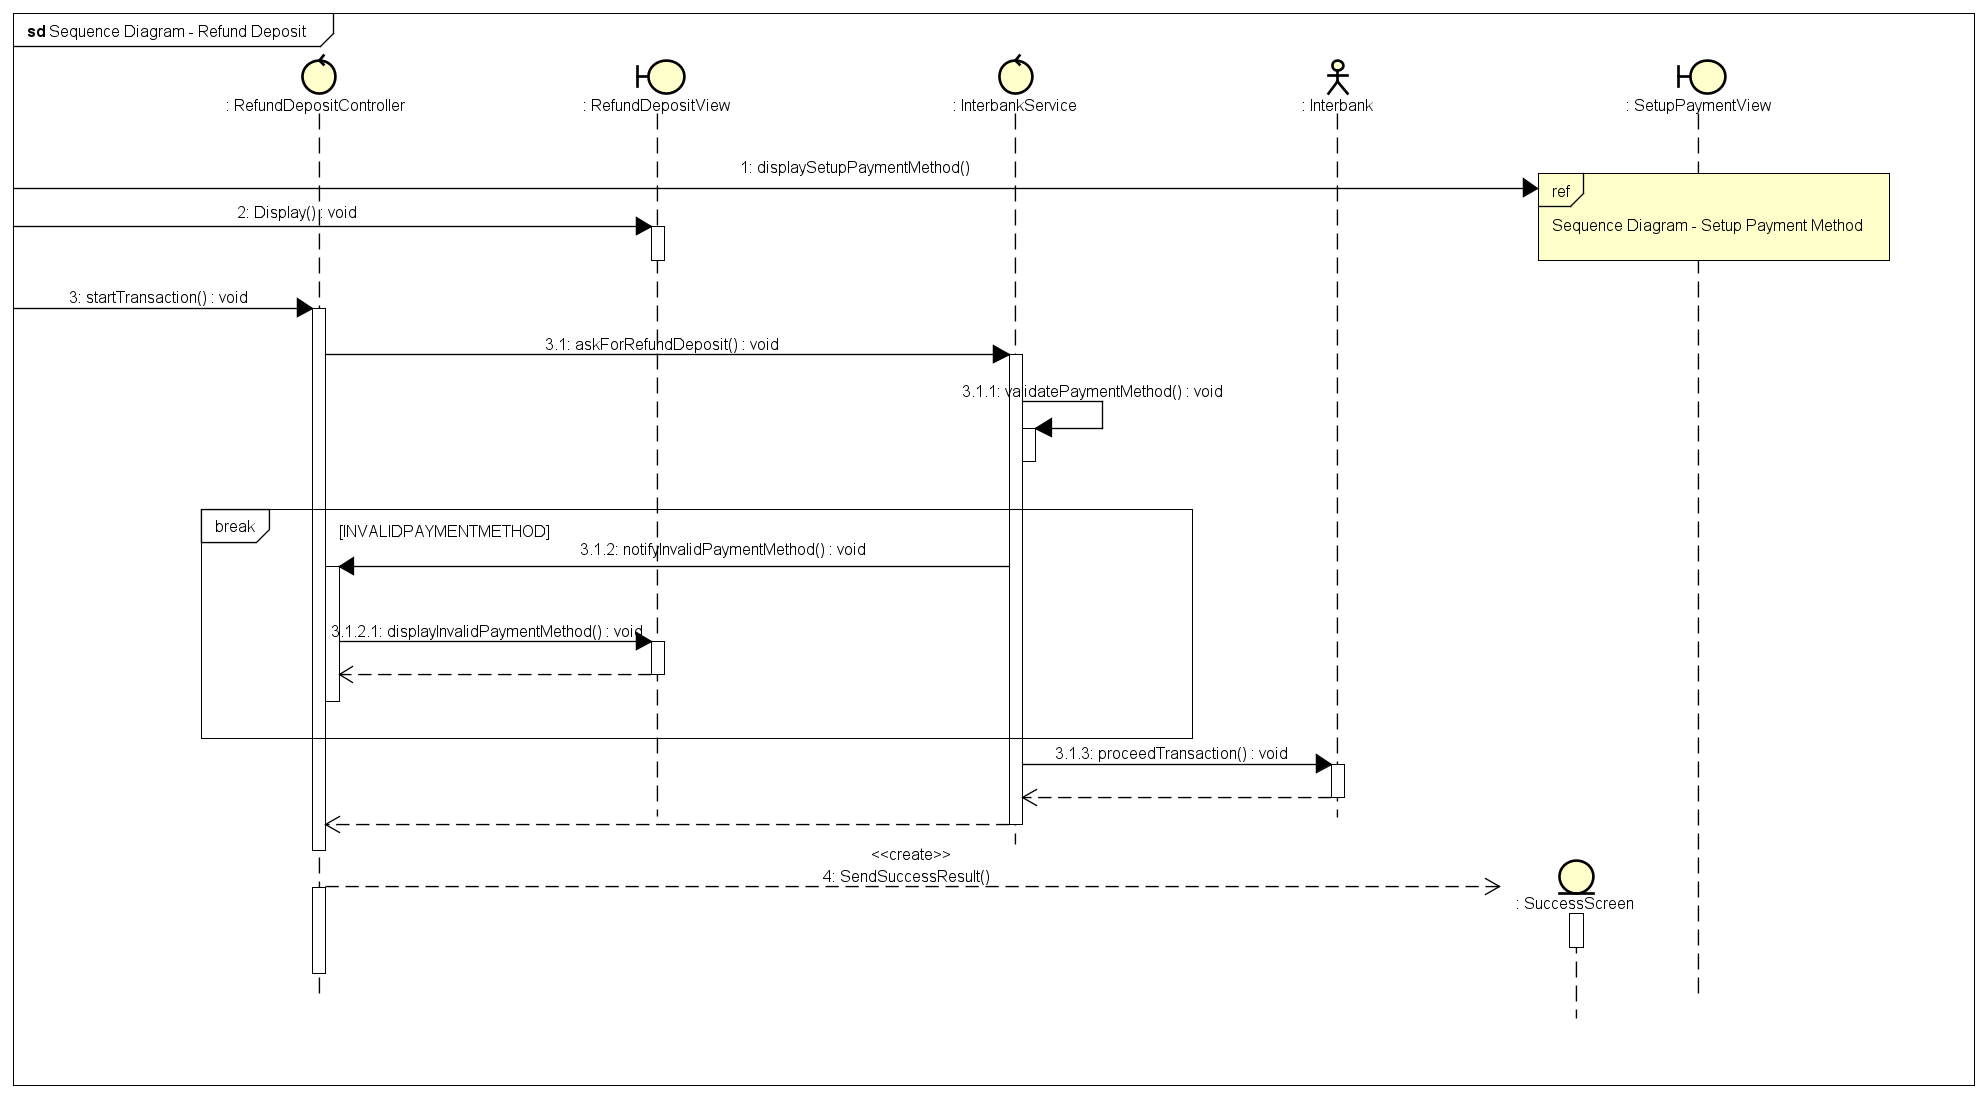 sd Sequence Diagram - Refund Deposit
: RefundDepositController
: RefundDepositView
: InterbankService
: Interbank
: SetupPaymentView
1: displaySetupPaymentMethod()
ref
Sequence Diagram - Setup Payment Method
2: Display() : void
3: startTransaction() : void
3.1: askForRefundDeposit() : void
3.1.1: validatePaymentMethod() : void
break
[INVALIDPAYMENTMETHOD]
3.1.2: notifyInvalidPaymentMethod() : void
3.1.2.1: displayInvalidPaymentMethod() : void
3.1.3: proceedTransaction() : void
<<create>>
4: SendSuccessResult()
: SuccessScreen